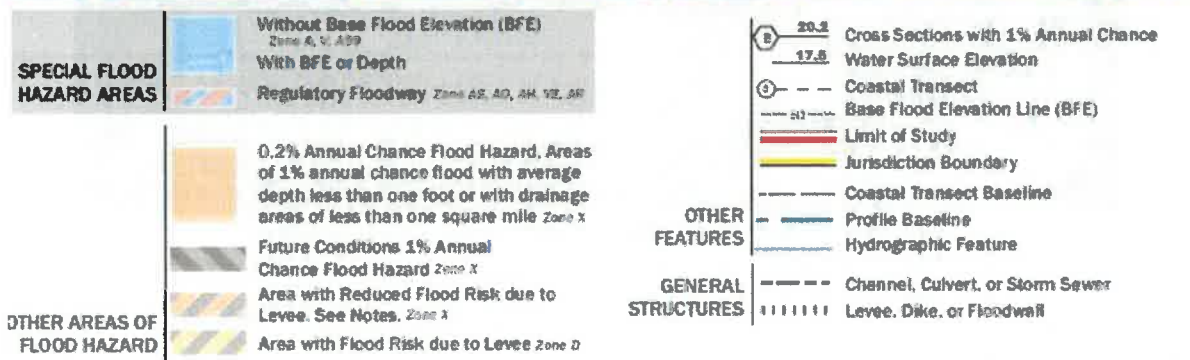 SPECIAL FLOOD
HAZARD AREAS
Without Base Flood Elevation (BFE)
Zone A, V, A99
With BFE or Depth
Regulatory Floodway Zone AE, AO, AH, VE, AR
OTHER AREAS OF
FLOOD HAZARD
0.2% Annual Chance Flood Hazard, Areas
of 1% annual chance flood with average
depth less than one foot or with drainage
areas of less than one square mile Zone X
Future Conditions 1% Annual
Chance Flood Hazard Zone X
Area with Reduced Flood Risk due to
Levee. See Notes. Zone X
Area with Flood Risk due to Levee Zone D
OTHER
FEATURES
B 20.2 Cross Sections with 1% Annual Chance
17.5 Water Surface Elevation
Coastal Transect
Base Flood Elevation Line (BFE)
Limit of Study
Jurisdiction Boundary
Coastal Transect Baseline
Profile Baseline
Hydrographic Feature
GENERAL
STRUCTURES
Channel, Culvert, or Storm Sewer
Levee, Dike, or Floodwall